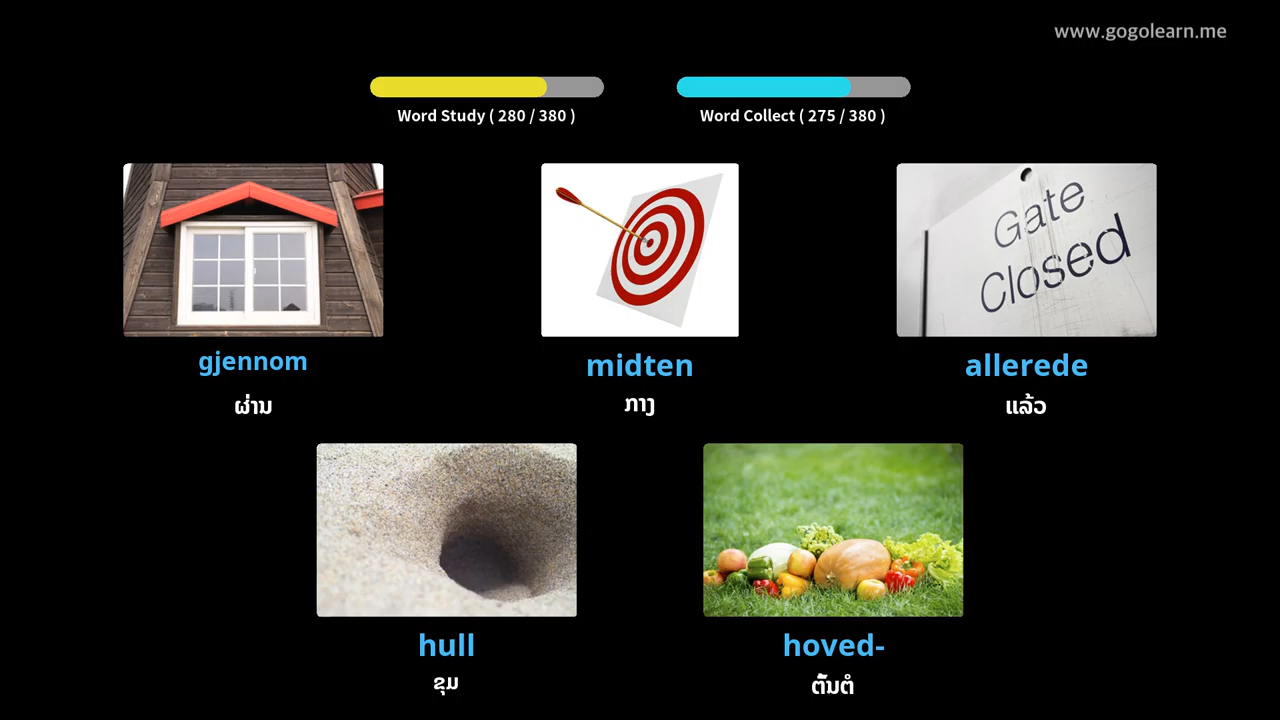 www.gogolearn.me
Word Study ( 280 / 380 )
Word Collect ( 275 / 380 )
Gate
Closed
gjennom
midten
allerede
ຜ່ານ
ກາງ
ແລ້ວ
hull
hoved-
ຂຸມ
ຕົ້ນຕໍ